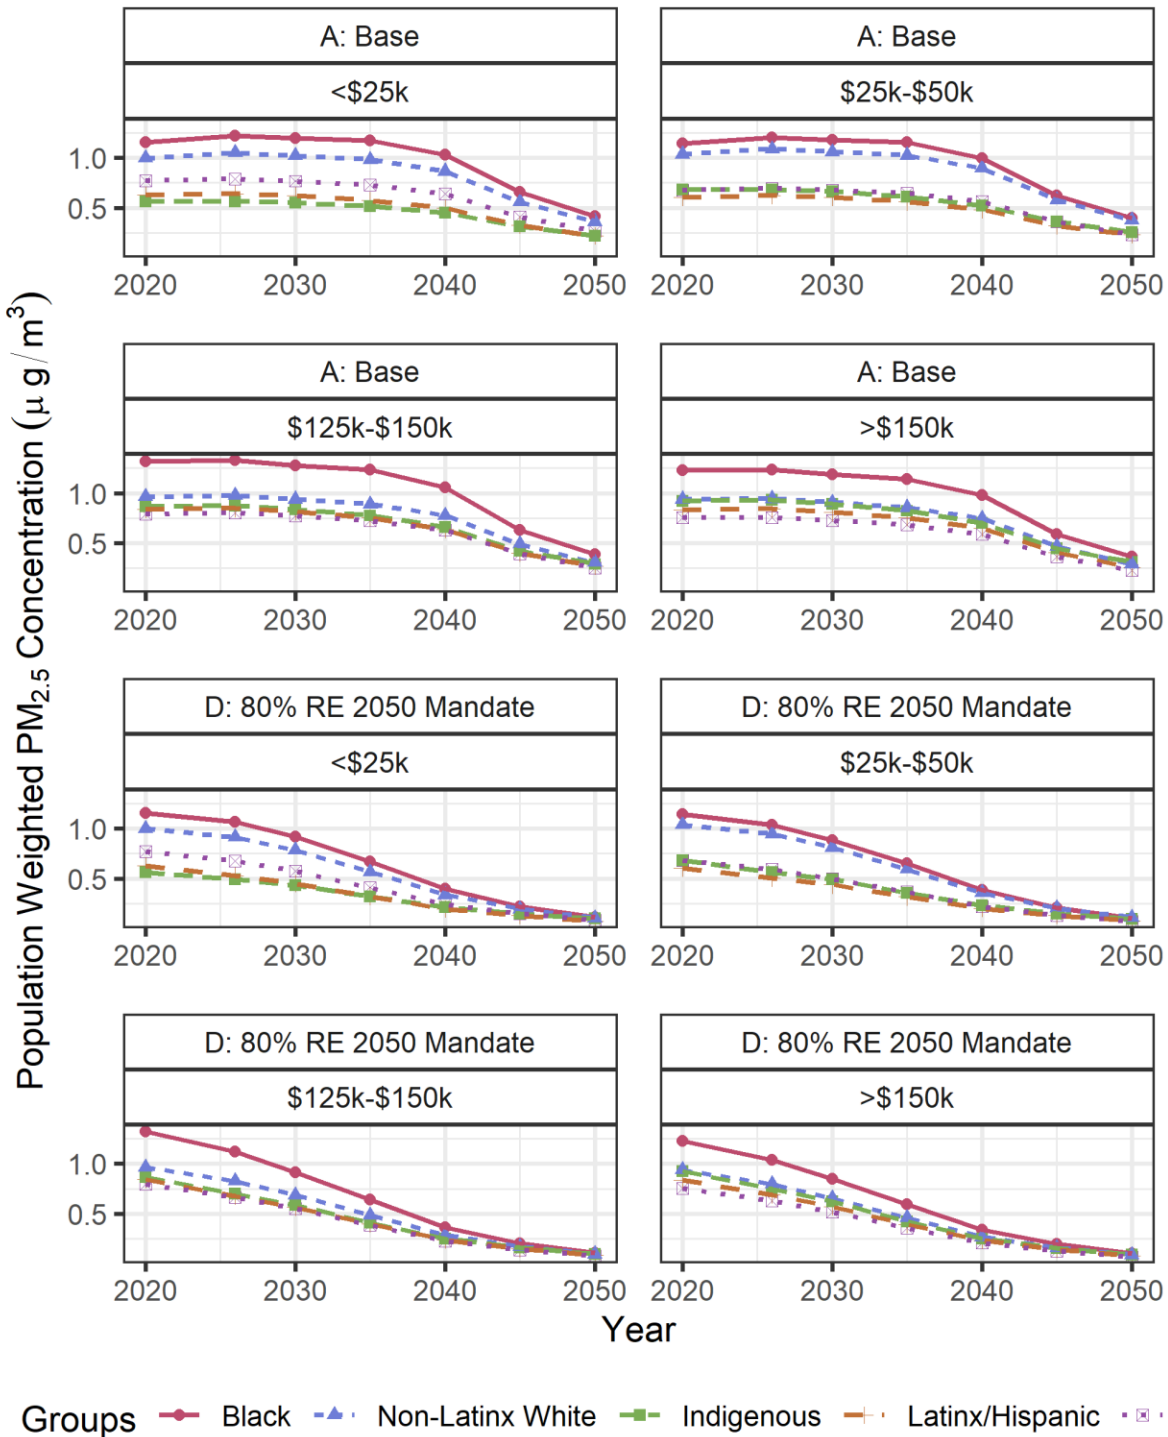 A: Base
A: Base
<$25k
$25k-$50k
1.0
0.5
2020 2030 2040 2050
2020 2030 2040 2050
A: Base
A: Base
$125k-$150k
>$150k
1.0
0.5
2020 2030 2040 2050
2020 2030 2040 2050
Population Weighted PM2.5 Concentration (μ g/m³)
D: 80% RE 2050 Mandate
D: 80% RE 2050 Mandate
<$25k
$25k-$50k
1.0
0.5
2020 2030 2040 2050
2020 2030 2040 2050
D: 80% RE 2050 Mandate
D: 80% RE 2050 Mandate
$125k-$150k
>$150k
1.0
0.5
2020 2030 2040 2050
2020 2030 2040 2050
Year
Groups Black Non-Latinx White Indigenous Latinx/Hispanic